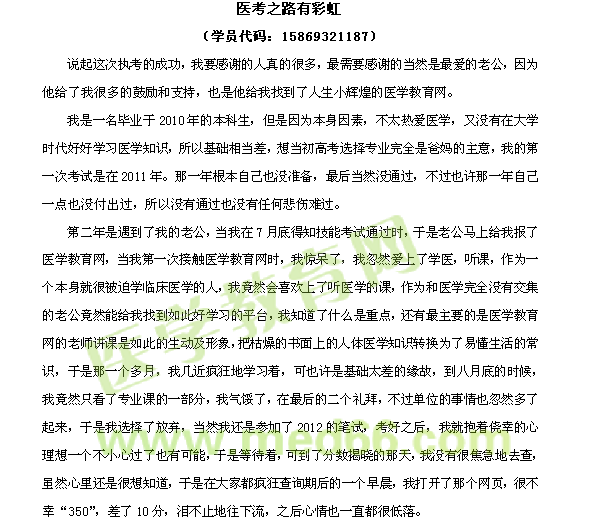 医考之路有彩虹
（学员代码：15869321187）
说起这次执考的成功，我要感谢的人真的很多，最需要感谢的当然是最爱的老公，因为
他给了我很多的鼓励和支持，也是他给我找到了人生小辉煌的医学教育网。
我是一名毕业于 2010 年的本科生，但是因为本身因素，不太热爱医学，又没有在大学
时代好好学习医学知识，所以基础相当差，想当初高考选择专业完全是爸妈的主意，我的第
一次考试是在 2011 年。那一年根本自己也没准备，最后当然没通过，不过也许那一年自己
一点也没付出过，所以没有通过也没有任何悲伤难过。
第二年是遇到了我的老公，当我在 7 月底得知技能考试通过时，于是老公马上给我报了
医学教育网，当我第一次接触医学教育网时，我惊呆了，我忽然爱上了学医，听课，作为一
个本身就很被迫学临床医学的人，我竟然会喜欢上了听医学的课，作为和医学完全没有交集
的老公竟然能给我找到如此好学习的平台，我知道了什么是重点，还有最主要的是医学教育
网的老师讲课是如此的生动及形象，把枯燥的书面上的人体医学知识转换为了易懂生活的常
识，于是那一个多月，我几近疯狂地学习着，可也许是基础太差的缘故，到八月底的时候，
我竟然只看了专业课的一部分，我气馁了，在最后的二个礼拜，不过单位的事情也忽然多了
起来，于是我选择了放弃，当然我还是参加了 2012 的笔试，考好之后，我就抱着侥幸的心
理想一个不小心过了也有可能，于是等待着，可到了分数揭晓的那天，我没有很焦急地去查，
虽然心里还是很想知道，于是在大家都疯狂查询期后的一个早晨，我打开了那个网页，很不
幸“350”，差了 10 分，泪不止地往下流，之后心情也一直都很低落。
医学教育网
www.med66.com